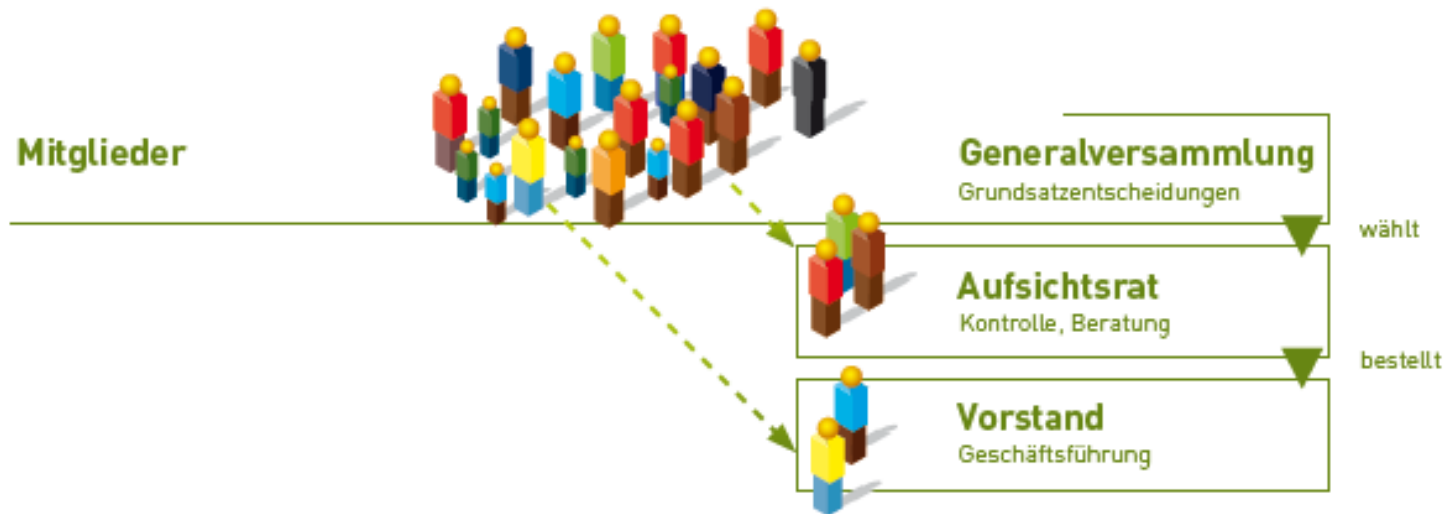 Mitglieder
Generalversammlung
Grundsatzentscheidungen
wählt
Aufsichtsrat
Kontrolle, Beratung
bestellt
Vorstand
Geschäftsführung